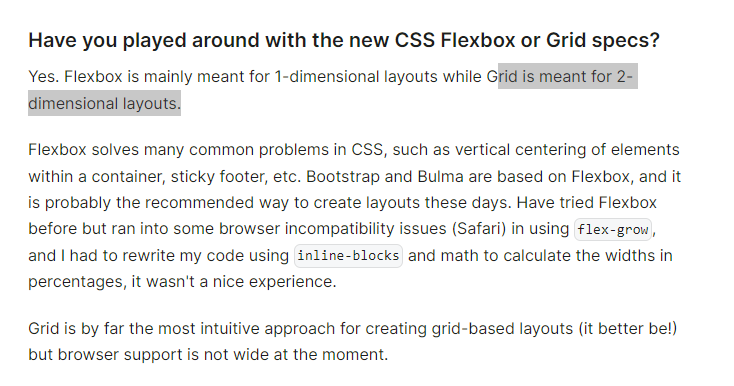 Have you played around with the new CSS Flexbox or Grid specs?
Yes. Flexbox is mainly meant for 1-dimensional layouts while Grid is meant for 2-
dimensional layouts.
Flexbox solves many common problems in CSS, such as vertical centering of elements
within a container, sticky footer, etc. Bootstrap and Bulma are based on Flexbox, and it
is probably the recommended way to create layouts these days. Have tried Flexbox
before but ran into some browser incompatibility issues (Safari) in using flex-grow,
and I had to rewrite my code using inline-blocks and math to calculate the widths in
percentages, it wasn't a nice experience.
Grid is by far the most intuitive approach for creating grid-based layouts (it better be!)
but browser support is not wide at the moment.